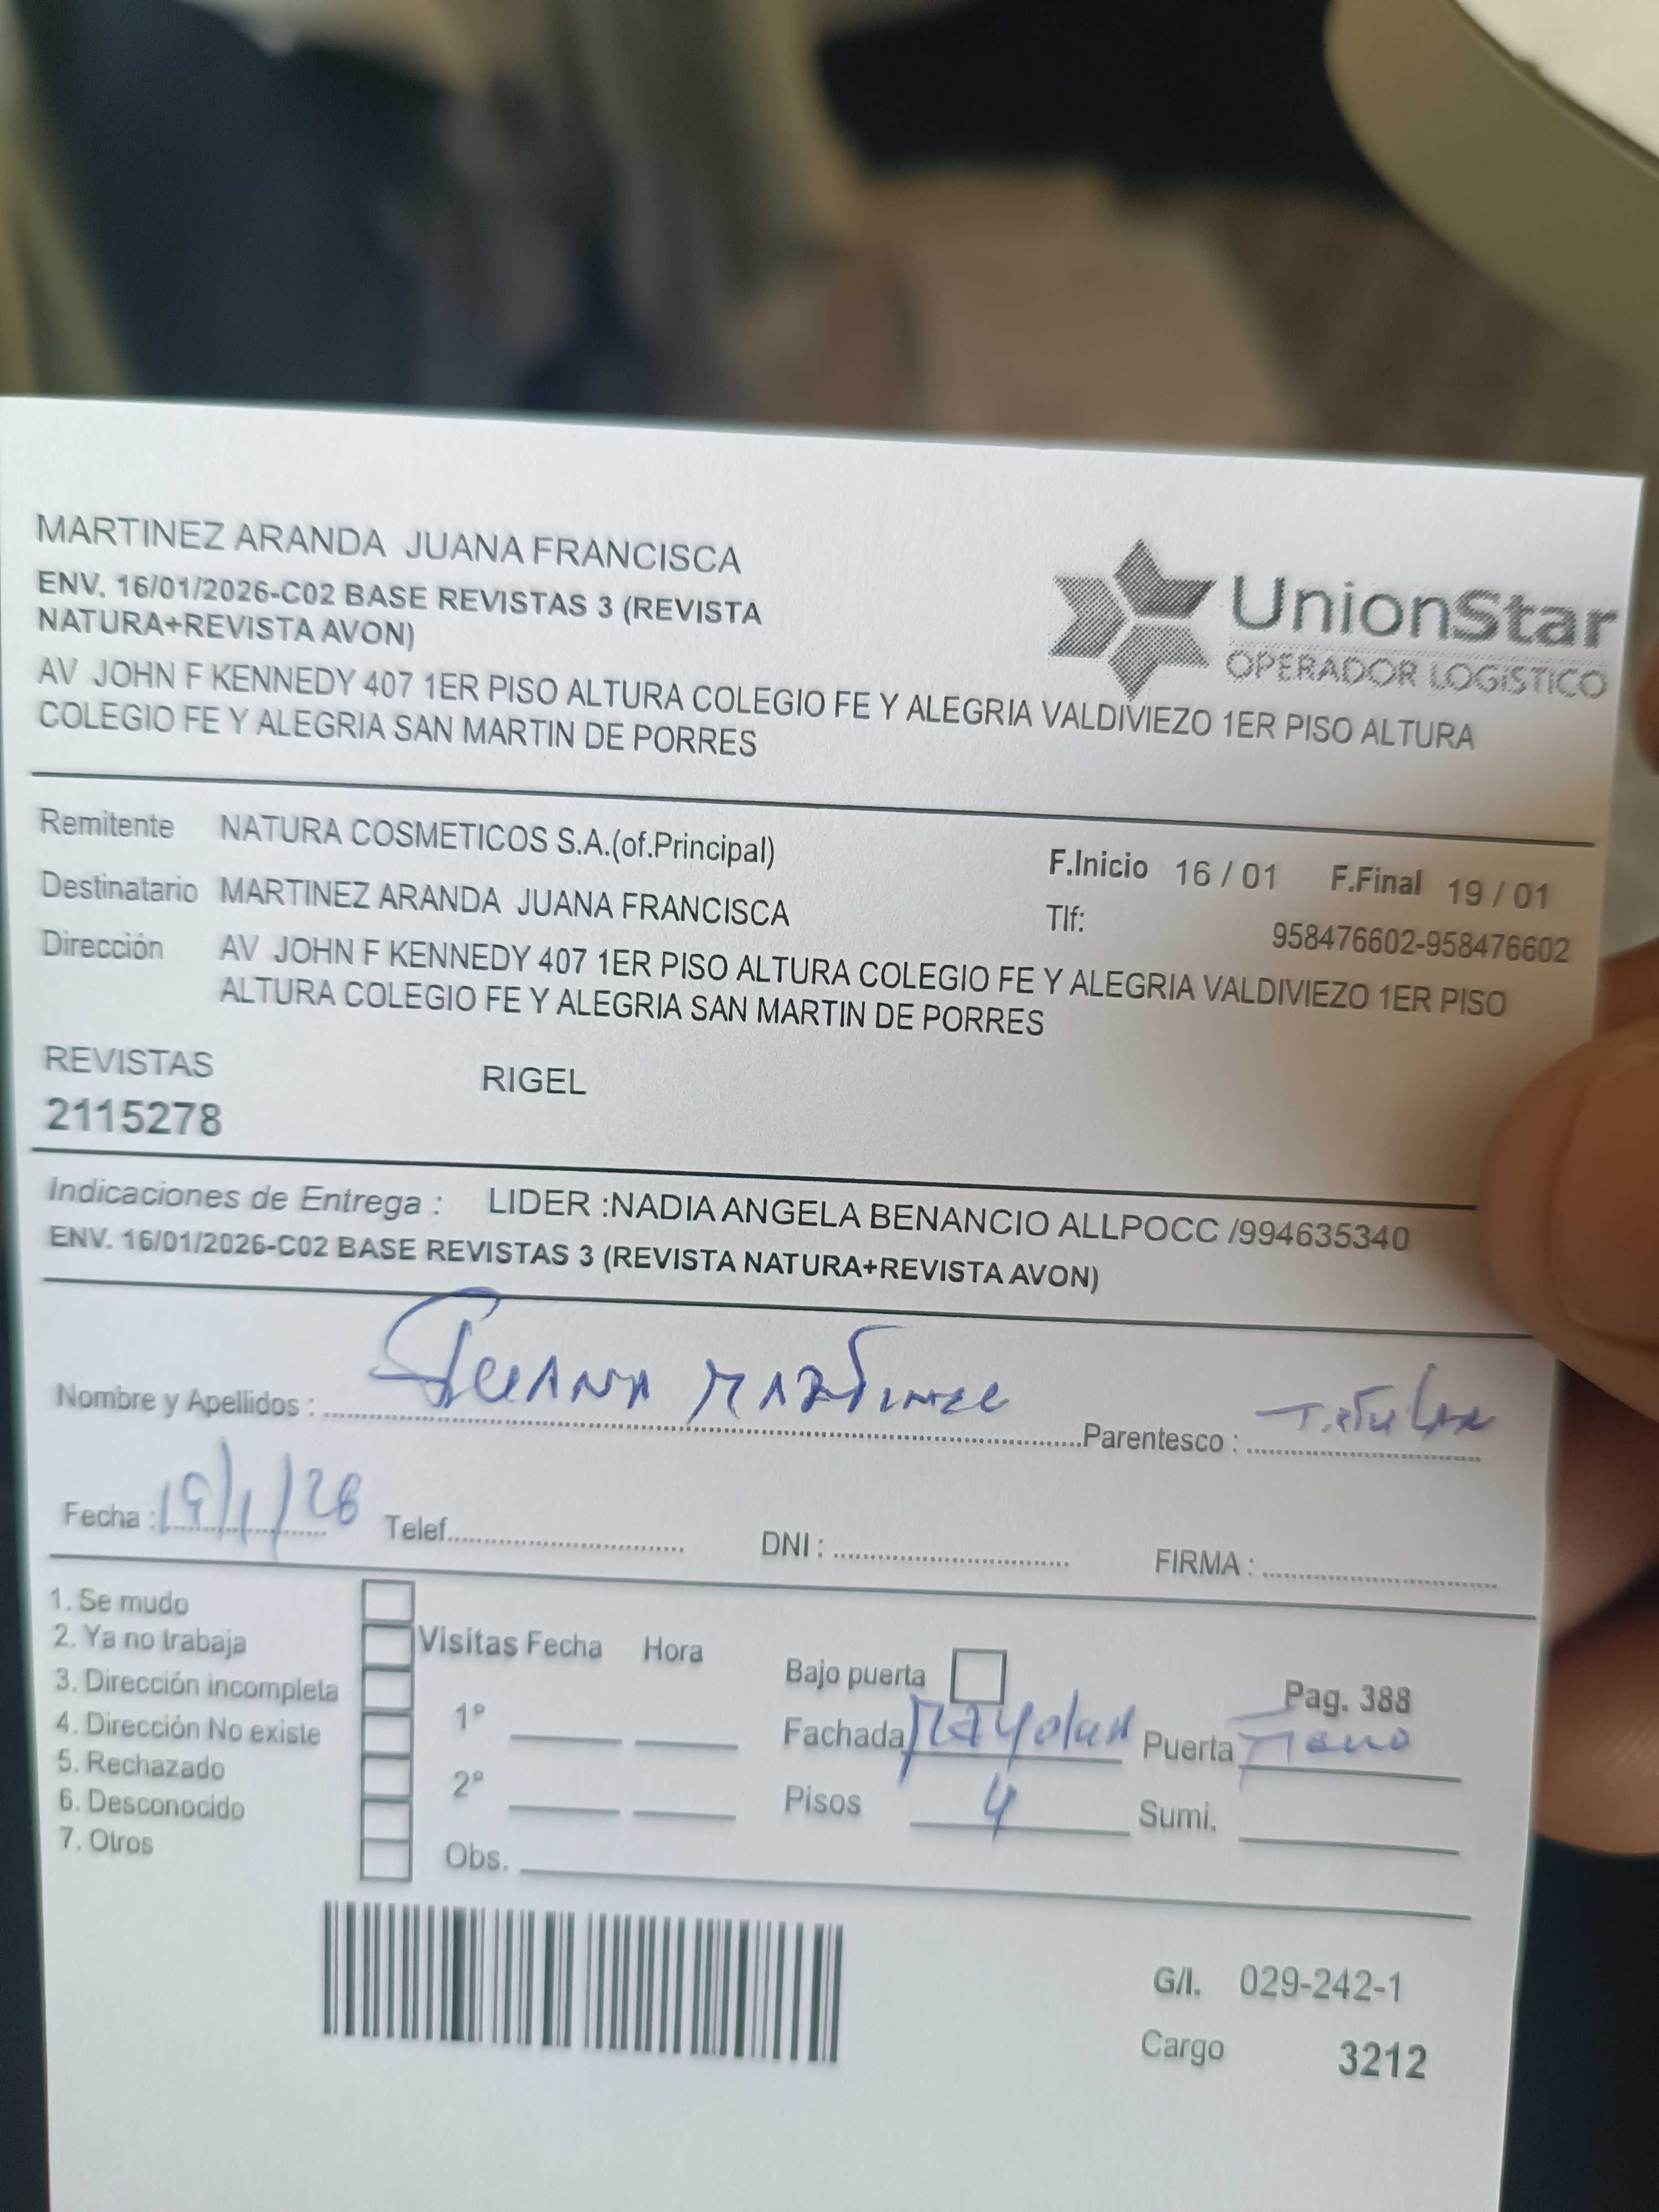 MARTINEZ ARANDA JUANA FRANCISCA
ENV. 16/01/2026-C02 BASE REVISTAS 3 (REVISTA
NATURA+REVISTA AVON)
UnionStar
OPERADOR LOGíSTICO
AV JOHN F KENNEDY 407 1ER PISO ALTURA COLEGIO FE Y ALEGRIA VALDIVIEZO 1ER PISO ALTURA
COLEGIO FE Y ALEGRIA SAN MARTIN DE PORRES
Remitente NATURA COSMETICOS S.A.(of.Principal)
F.Inicio 16 / 01 F.Final 19 / 01
Destinatario MARTINEZ ARANDA JUANA FRANCISCA
Tlf: 958476602-958476602
Dirección AV JOHN F KENNEDY 407 1ER PISO ALTURA COLEGIO FE Y ALEGRIA VALDIVIEZO 1ER PISO
ALTURA COLEGIO FE Y ALEGRIA SAN MARTIN DE PORRES
REVISTAS RIGEL
2115278
Indicaciones de Entrega : LIDER :NADIA ANGELA BENANCIO ALLPOCC /994635340
ENV. 16/01/2026-C02 BASE REVISTAS 3 (REVISTA NATURA+REVISTA AVON)
Nombre y Apellidos : JUANA MARTINEZ Parentesco : Titular
Fecha : 19/1/26 Telef. DNI : FIRMA :
1. Se mudo
2. Ya no trabaja
3. Dirección incompleta
4. Dirección No existe
5. Rechazado
6. Desconocido
7. Otros
Visitas Fecha Hora
1°
2°
Obs.
Bajo puerta Pag. 388
Fachada Puerta
Pisos 4 Sumi.
G/I. 029-242-1
Cargo 3212